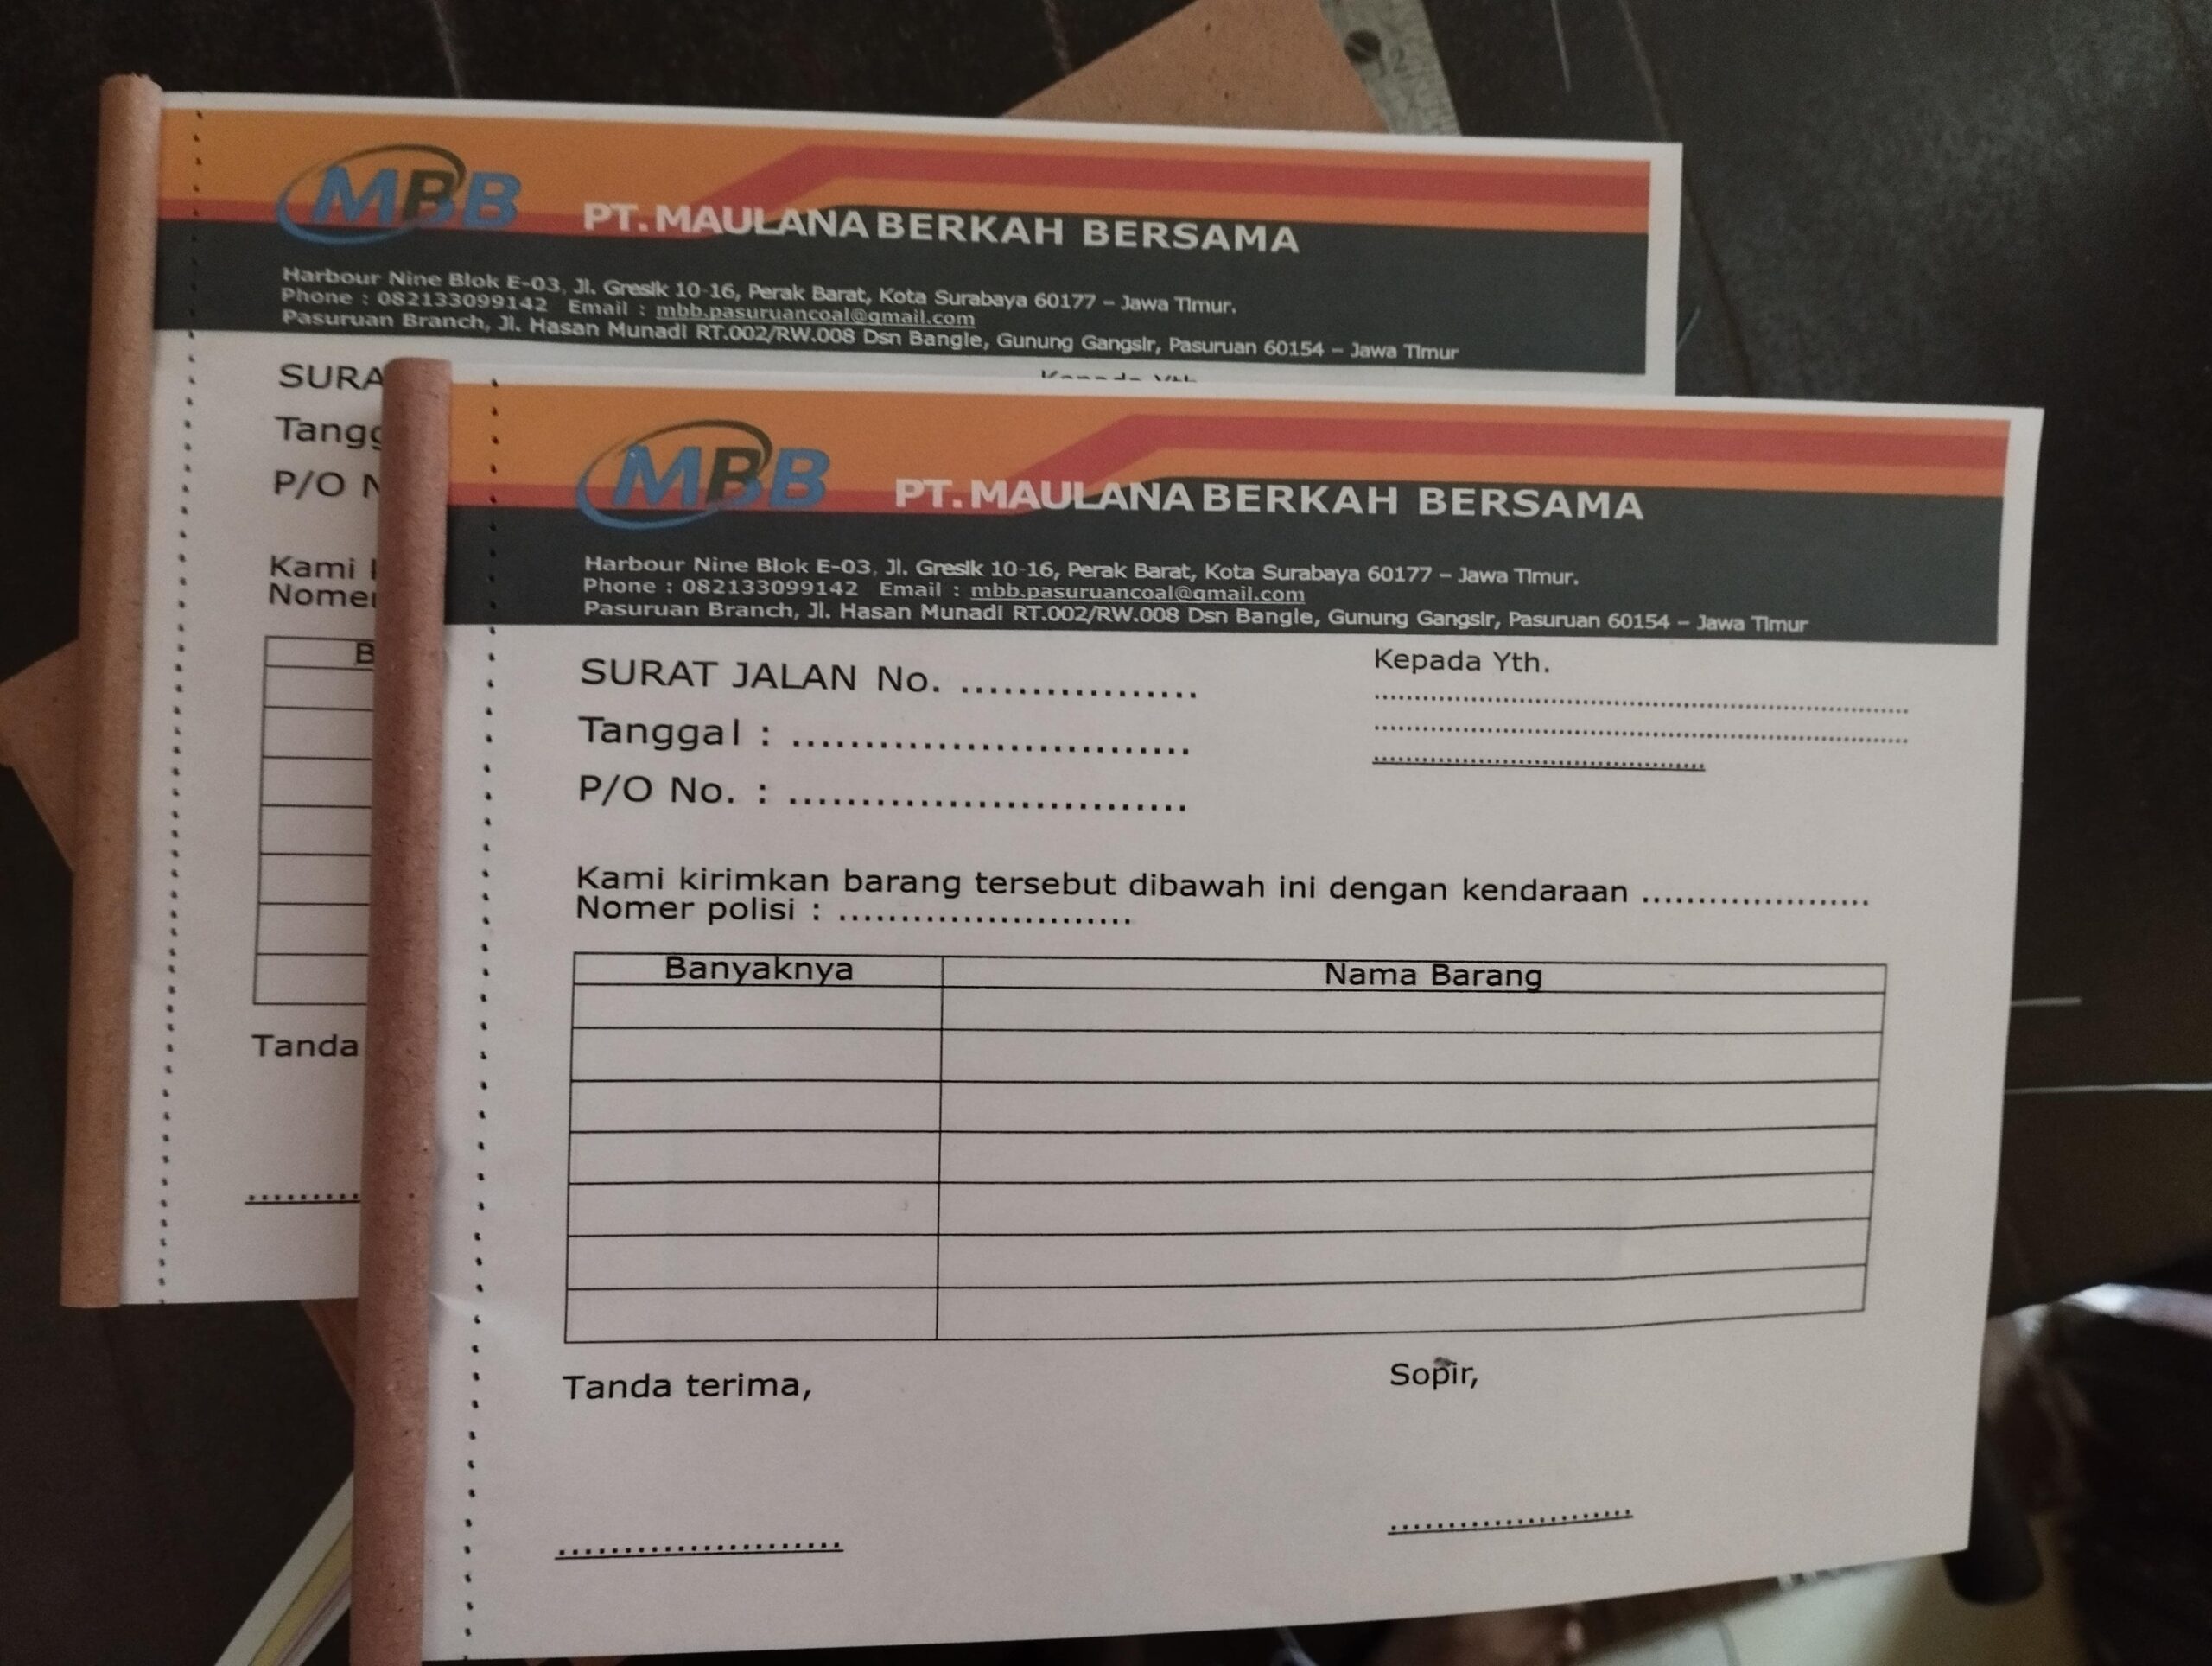 MBB
PT. MAULANA BERKAH BERSAMA
Harbour Nine Blok E-03, Jl. Gresik 10-16, Perak Barat, Kota Surabaya 60177 – Jawa Timur.
Phone : 082133099142 Email : mbb.pasuruancoal@gmail.com
Pasuruan Branch, Jl. Hasan Munadi RT.002/RW.008 Dsn Bangle, Gunung Gangsir, Pasuruan 60154 – Jawa Timur
Kepada Yth.
SURA
Tangg
P/O N
Kami k
Nomer
B
Tanda
MBB
PT. MAULANA BERKAH BERSAMA
Harbour Nine Blok E-03, Jl. Gresik 10-16, Perak Barat, Kota Surabaya 60177 – Jawa Timur.
Phone : 082133099142 Email : mbb.pasuruancoal@gmail.com
Pasuruan Branch, Jl. Hasan Munadi RT.002/RW.008 Dsn Bangle, Gunung Gangsir, Pasuruan 60154 – Jawa Timur
SURAT JALAN No. .................
Kepada Yth.
Tanggal : ............................
P/O No. : ............................
Kami kirimkan barang tersebut dibawah ini dengan kendaraan ....................
Nomer polisi : ........................
Banyaknya Nama Barang
Tanda terima, Sopir,